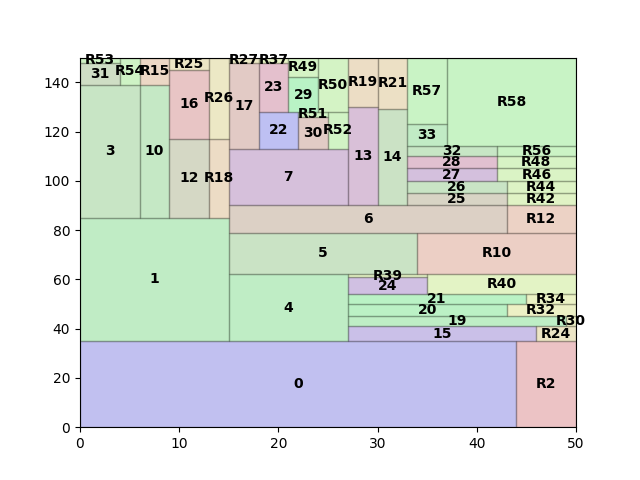 R53 R27 R37
31 R54 R15 R25 R49
140 R19 R21
16 R26 17 23 29 R50 R57 R58
120 22 30 R51 R52 33
3 10 13 14 32 R56
100 12 R18 7 28 R48
27 R46
26 R44
25 R42
80 6 R12
5 R10
60 1 R39
24 R40
4 21 R34
20 R32
40 19 R30
15 R24
20 0 R2
0
0 10 20 30 40 50